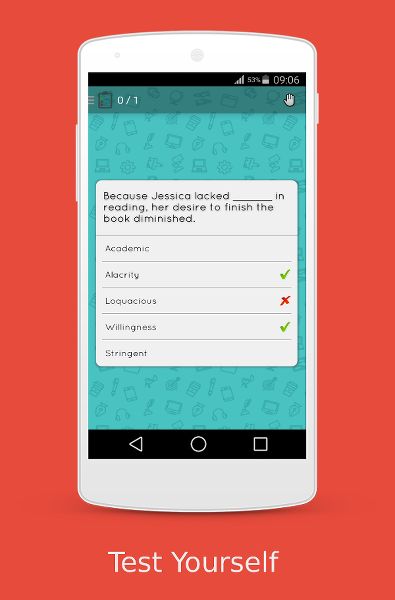 53% 09:06
0 / 1
Because Jessica lacked ______ in
reading, her desire to finish the
book diminished.
Academic
Alacrity
Loquacious
Willingness
Stringent
Test Yourself